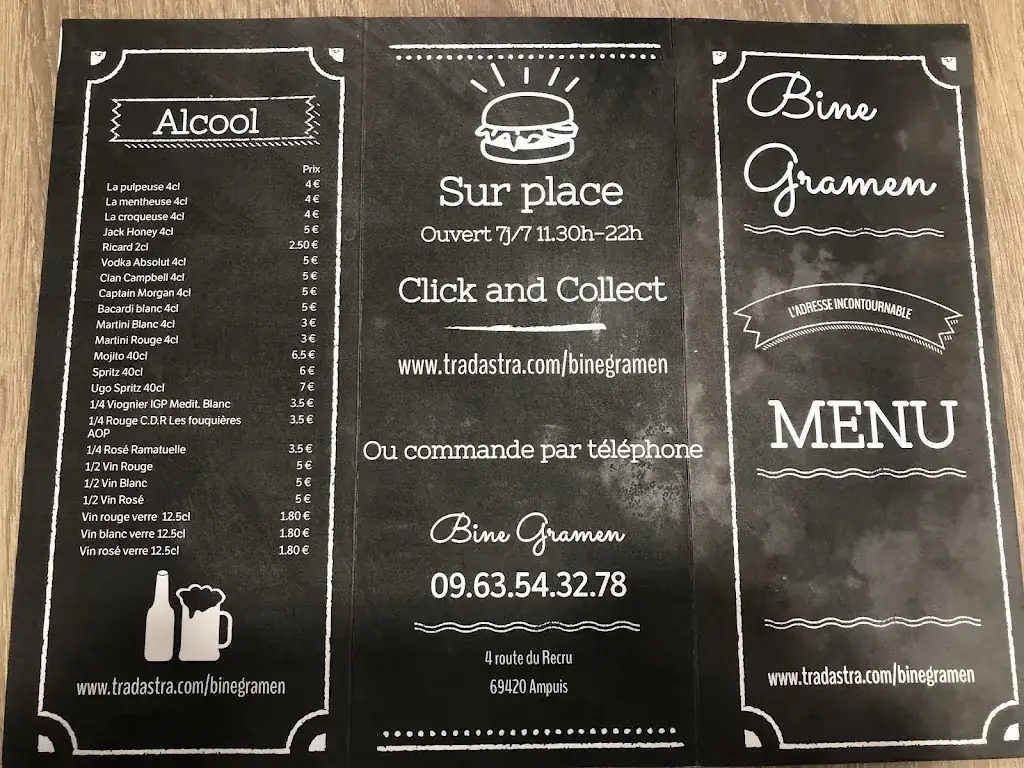 Alcool
Prix
La pulpeuse 4cl 4 €
La mentheuse 4cl 4 €
La croqueuse 4cl 4 €
Jack Honey 4cl 5 €
Ricard 2cl 2.50 €
Vodka Absolut 4cl 5 €
Clan Campbell 4cl 5 €
Captain Morgan 4cl 5 €
Bacardi blanc 4cl 5 €
Martini Blanc 4cl 3 €
Martini Rouge 4cl 3 €
Mojito 40cl 6.5 €
Spritz 40cl 6 €
Ugo Spritz 40cl 7 €
1/4 Viognier IGP Medit. Blanc 3.5 €
1/4 Rouge C.D.R Les fouquières 3.5 €
AOP
1/4 Rosé Ramatuelle 3.5 €
1/2 Vin Rouge 5 €
1/2 Vin Blanc 5 €
1/2 Vin Rosé 5 €
Vin rouge verre 12.5cl 1.80 €
Vin blanc verre 12.5cl 1.80 €
Vin rosé verre 12.5cl 1.80 €
www.tradastra.com/binegramen
Sur place
Ouvert 7j/7 11.30h-22h
Click and Collect
www.tradastra.com/binegramen
Ou commande par téléphone
Bine Gramen
09.63.54.32.78
4 route du Recru
69420 Ampuis
Bine
Gramen
L'ADRESSE INCONTOURNABLE
MENU
www.tradastra.com/binegramen